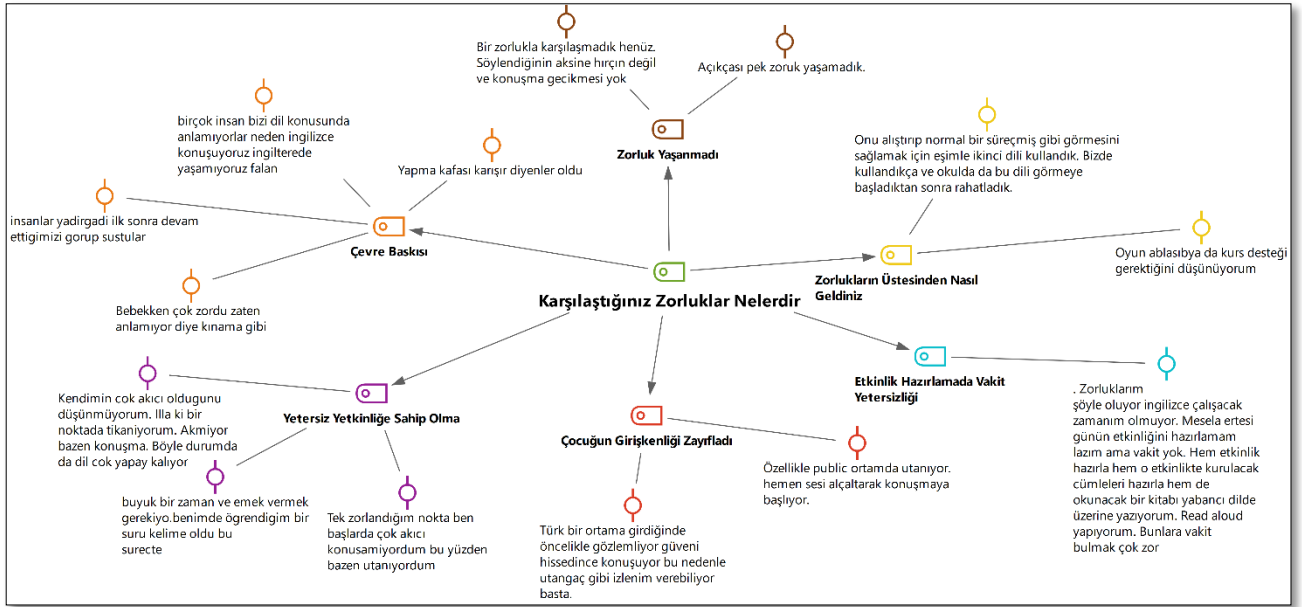 Bir zorlukla karşılaşmadık henüz.
Söylendiğinin aksine hırçın değil
ve konuşma gecikmesi yok
Açıkçası pek zoruk yaşamadık.
Zorluk Yaşanmadı
birçok insan bizi dil konusunda
anlamıyorlar neden ingilizce
konuşuyoruz ingilterede
yaşamıyoruz falan
Yapma kafası karışır diyenler oldu
insanlar yadirgadi ilk sonra devam
ettigimizi gorup sustular
Çevre Baskısı
Bebekken çok zordu zaten
anlamıyor diye kınama gibi
Onu alıştırıp normal bir süreçmiş gibi görmesini
sağlamak için eşimle ikinci dili kullandık. Bizde
kullandıkça ve okulda da bu dili görmeye
başladıktan sonra rahatladık.
Oyun ablasıbya da kurs desteği
gerektiğini düşünüyorum
Zorlukların Üstesinden Nasıl
Geldiniz
Karşılaştığınız Zorluklar Nelerdir
Kendimin cok akıcı oldugunu
düşünmüyorum. Illa ki bir
noktada tikaniyorum. Akmiyor
bazen konuşma. Böyle durumda
da dil cok yapay kalıyor
Yetersiz Yetkinliğe Sahip Olma
buyuk bir zaman ve emek vermek
gerekiyo.benimde ögrendigim bir
suru kelime oldu bu
surecte
Tek zorlandığim nokta ben
başlarda çok akıcı
konusamiyordum bu yüzden
bazen utanıyordum
Çocuğun Girişkenliği Zayıfladı
Türk bir ortama girdiğinde
öncelikle gözlemliyor güveni
hissedince konuşuyor bu nedenle
utangaç gibi izlenim verebiliyor
basta.
Özellikle public ortamda utanıyor.
hemen sesi alçaltarak konuşmaya
başlıyor.
Etkinlik Hazırlamada Vakit
Yetersizliği
. Zorluklarım
şöyle oluyor ingilizce çalışacak
zamanım olmuyor. Mesela ertesi
günün etkinliğini hazırlamam
lazım ama vakit yok. Hem etkinlik
hazırla hem o etkinlikte kurulacak
cümleleri hazırla hem de
okunacak bir kitabı yabancı dilde
üzerine yazıyorum. Read aloud
yapıyorum. Bunlara vakit
bulmak çok zor